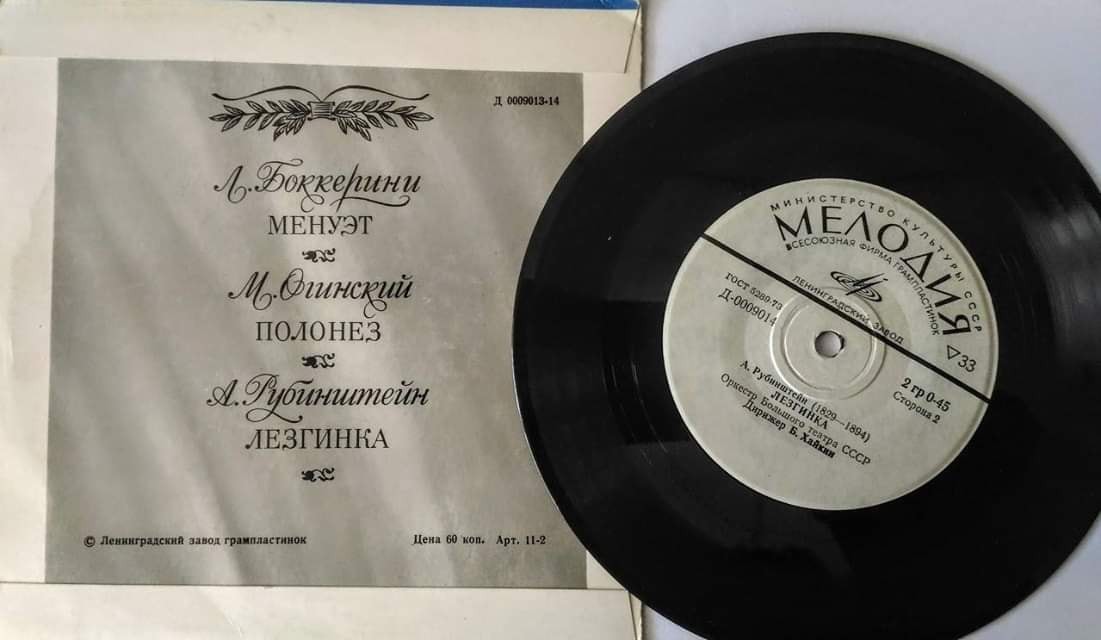 Д 0009013-14
Л. Боккерини
МЕНУЭТ
М. Огинский
ПОЛОНЕЗ
А. Рубинштейн
ЛЕЗГИНКА
© Ленинградский завод грампластинок
Цена 60 коп. Арт. 11-2
МИНИСТЕРСТВО КУЛЬТУРЫ СССР
МЕЛОДИЯ
ВСЕСОЮЗНАЯ ФИРМА ГРАМПЛАСТИНОК
ЛЕНИНГРАДСКИЙ ЗАВОД
ГОСТ 5289-73
Д-0009014
▽33
2 гр 0-45
Сторона 2
А. Рубинштейн (1829—1894)
ЛЕЗГИНКА
Оркестр Большого театра СССР
Дирижер Б. Хайкин